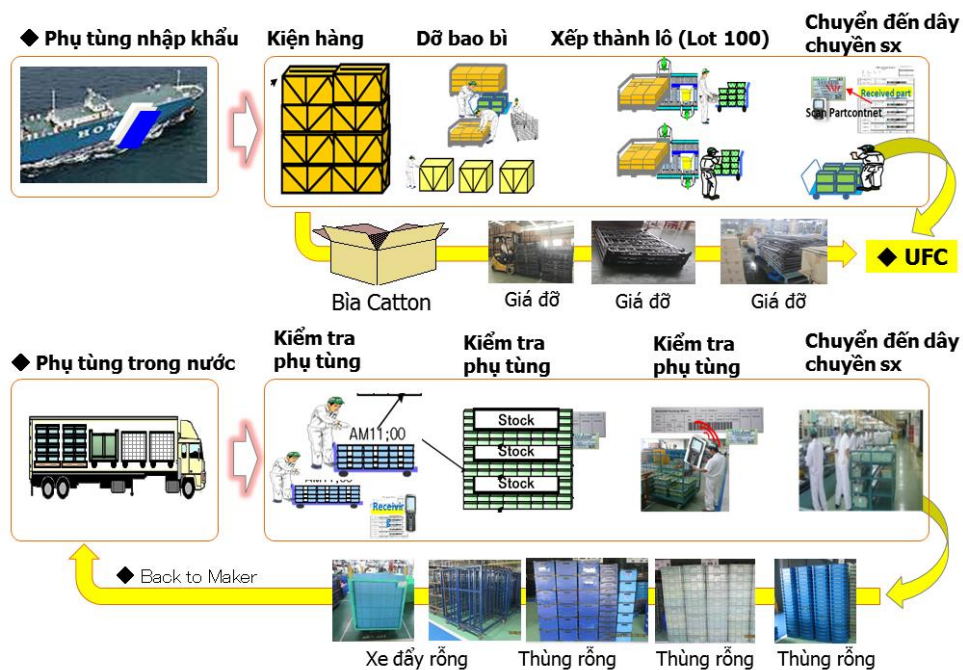 ◆ Phụ tùng nhập khẩu
Kiện hàng
Dỡ bao bì
Xếp thành lô (Lot 100)
Chuyển đến dây
chuyền sx
HON
Received part
Scan Partcontnet
◆ UFC
Bìa Catton
Giá đỡ
Giá đỡ
Giá đỡ
◆ Phụ tùng trong nước
Kiểm tra
phụ tùng
Kiểm tra
phụ tùng
Kiểm tra
phụ tùng
Chuyển đến dây
chuyền sx
AM11;00
Stock
Stock
Stock
Receivir
◆ Back to Maker
Xe đẩy rỗng
Thùng rỗng
Thùng rỗng
Thùng rỗng